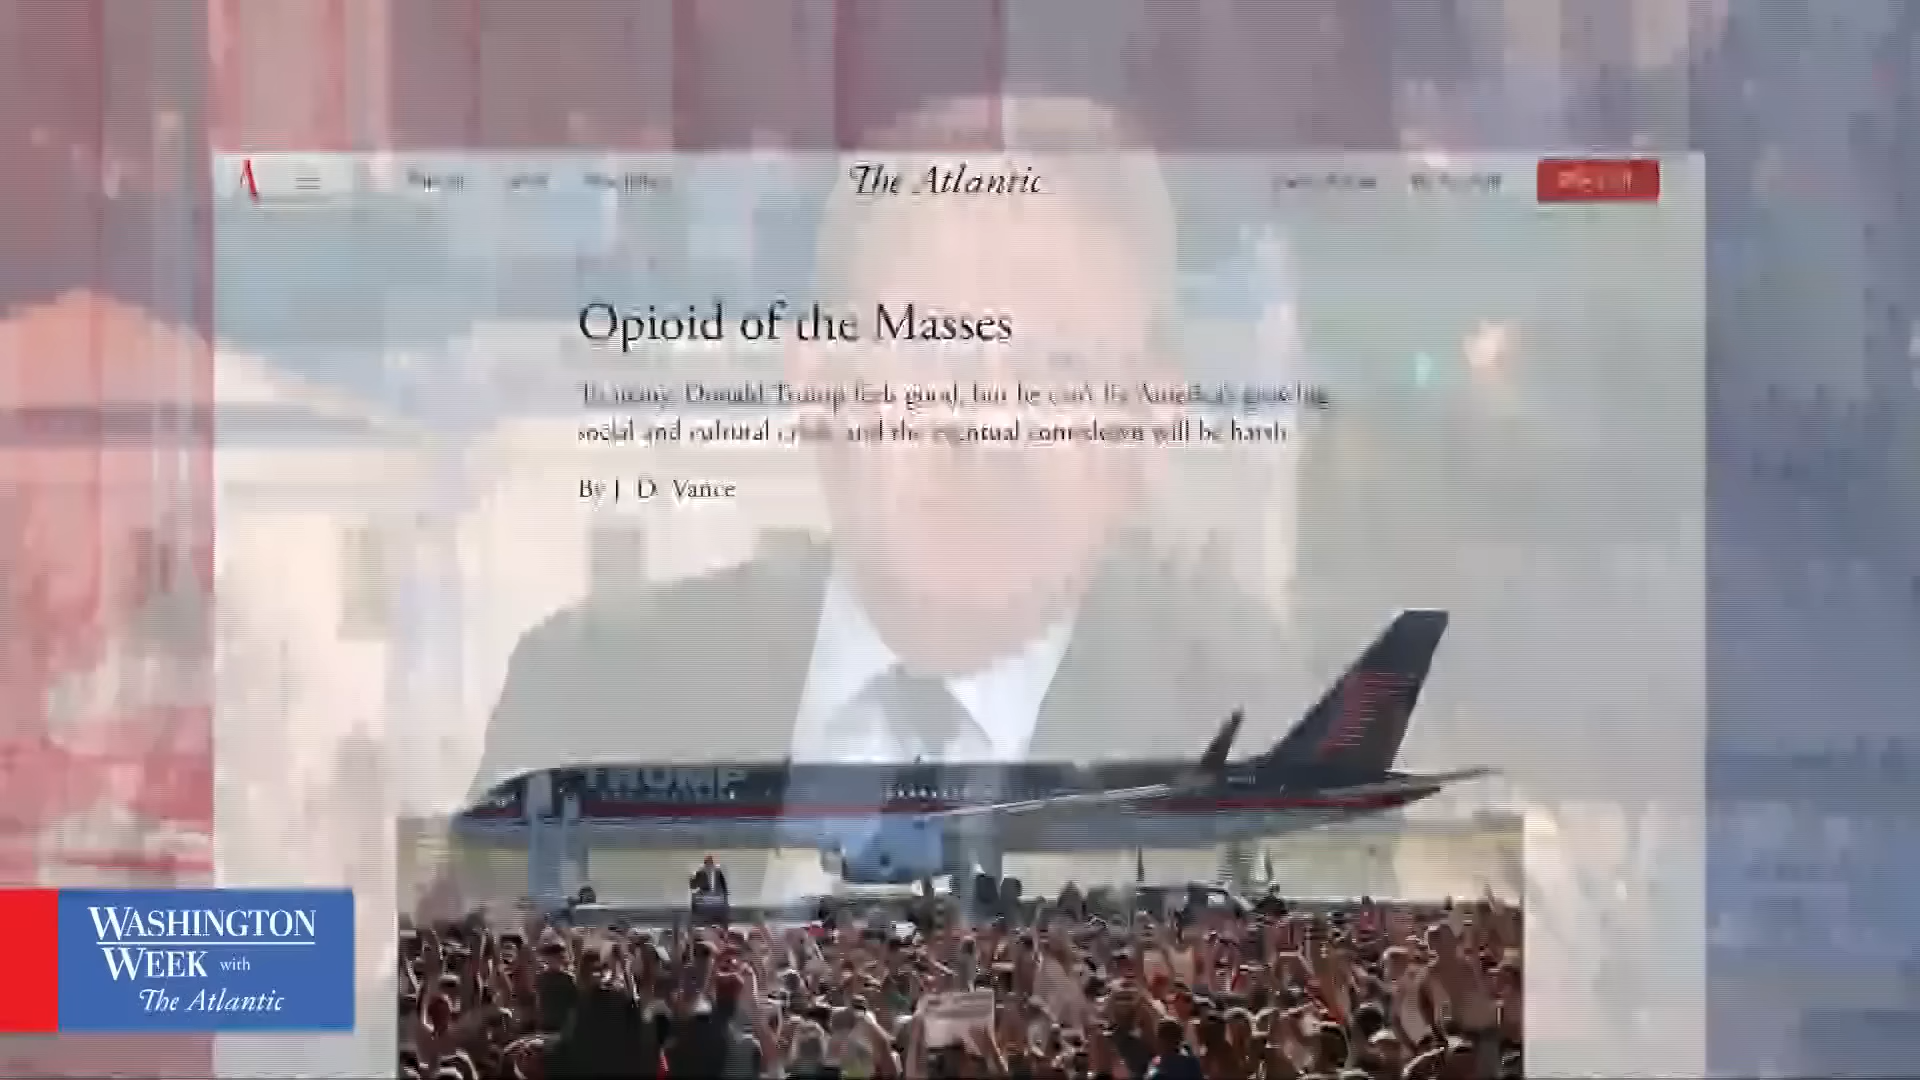 The Atlantic
Opioid of the Masses
To many, Donald Trump feels good, but he can't fix America's growing
social and cultural crisis, and the eventual comedown will be harsh.
By J. D. Vance
TRUMP
WASHINGTON
WEEK with
The Atlantic